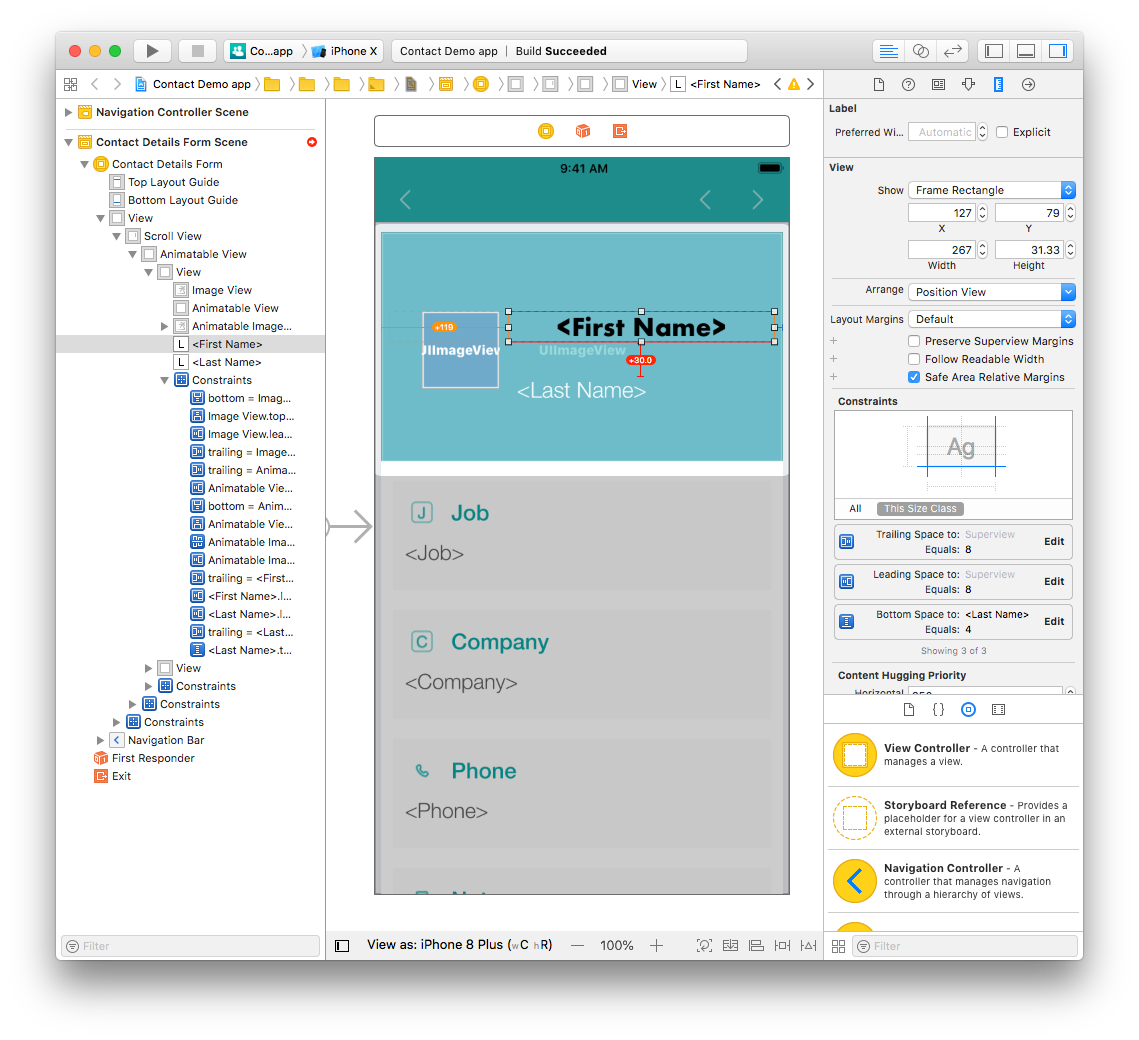 Co...app
iPhone X
Contact Demo app | Build Succeeded
Contact Demo app
View
L <First Name>
Navigation Controller Scene
Contact Details Form Scene
Contact Details Form
Top Layout Guide
Bottom Layout Guide
View
Scroll View
Animatable View
View
Image View
Animatable View
Animatable Image...
L <First Name>
L <Last Name>
Constraints
bottom = Imag...
Image View.top...
Image View.lea...
trailing = Image...
trailing = Anima...
Animatable Vie...
bottom = Anim...
Animatable Vie...
Animatable Ima...
Animatable Ima...
trailing = <First...
<First Name>.l...
<Last Name>.l...
trailing = <Last...
<Last Name>.t...
View
Constraints
Constraints
Constraints
Navigation Bar
First Responder
Exit
Filter
9:41 AM
+119
<First Name>
UIImageView
UIImageView
+30.0
<Last Name>
J Job
<Job>
C Company
<Company>
Phone
<Phone>
View as: iPhone 8 Plus (wC hR)
100%
Label
Preferred Wi...
Automatic
Explicit
View
Show
Frame Rectangle
127
79
X
Y
267
31.33
Width
Height
Arrange
Position View
Layout Margins
Default
Preserve Superview Margins
Follow Readable Width
Safe Area Relative Margins
Constraints
Ag
All
This Size Class
Trailing Space to: Superview
Equals: 8
Edit
Leading Space to: Superview
Equals: 8
Edit
Bottom Space to: <Last Name>
Equals: 4
Edit
Showing 3 of 3
Content Hugging Priority
Horizontal
{}
View Controller - A controller that
manages a view.
Storyboard Reference - Provides a
placeholder for a view controller in an
external storyboard.
Navigation Controller - A
controller that manages navigation
through a hierarchy of views.
Filter